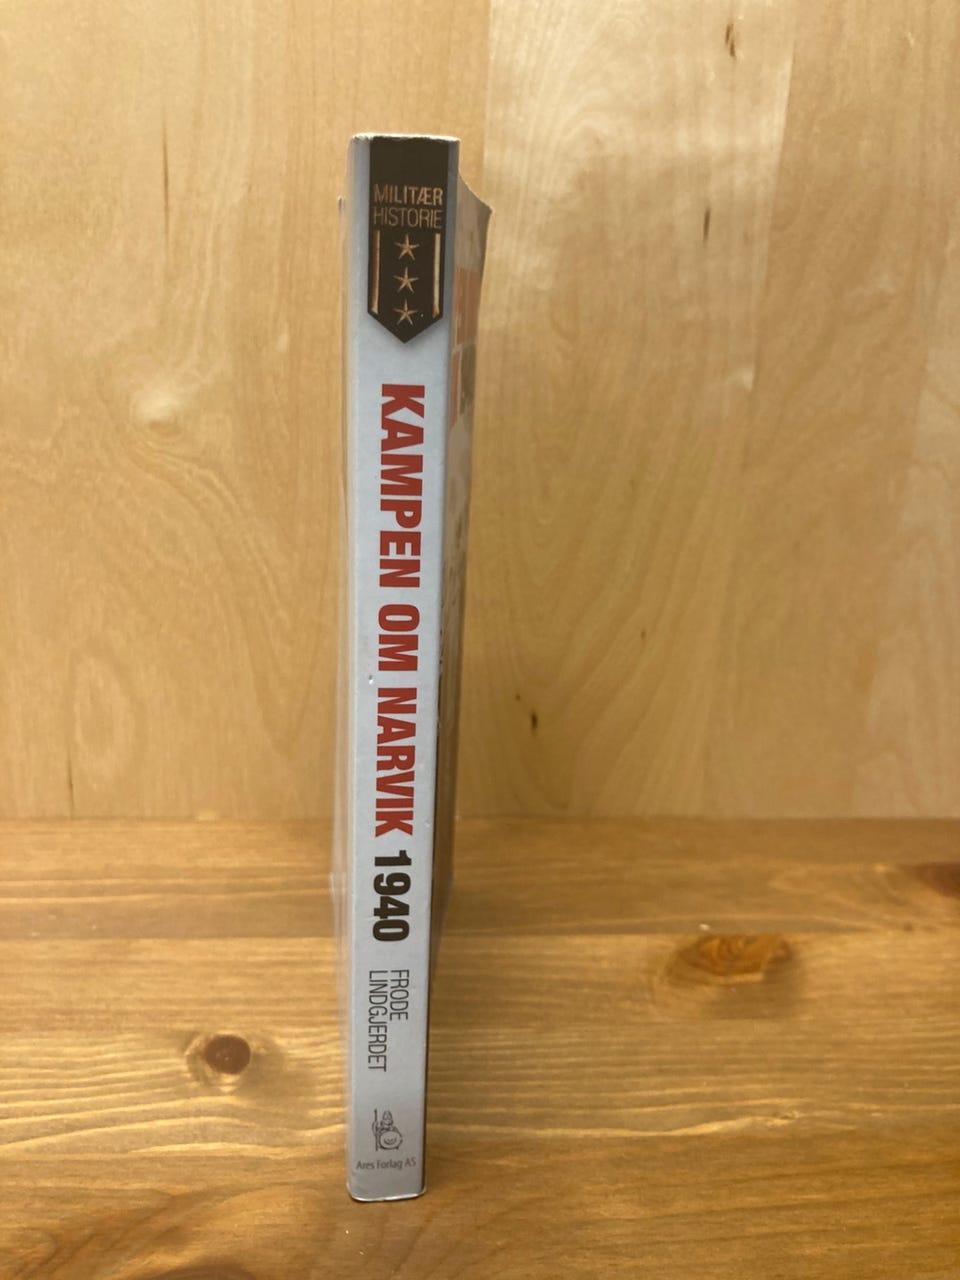 MILITÆR
HISTORIE
KAMPEN OM NARVIK 1940
FRODE
LINDGJERDET
Ares Forlag AS